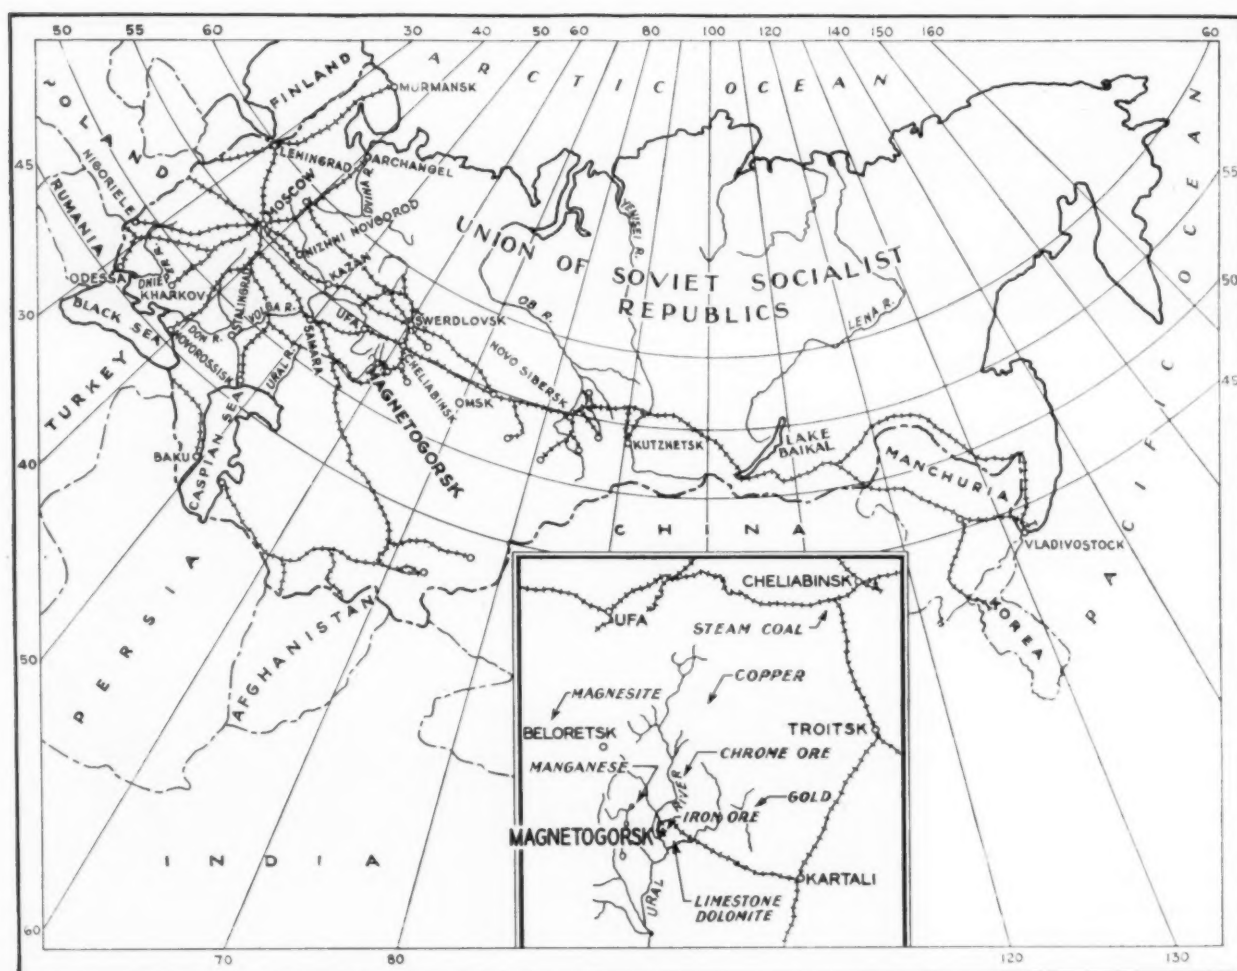 50 55 60 30 40 50 60 80 100 120 140 150 160 60
ARCTIC OCEAN
FINLAND
MURMANSK
POLAND
NIGORIELE
LENINGRAD
ARCHANGEL
DVINA R.
45
RUMANIA
MOSCOW
NIZHNI NOVGOROD
YENISEI R.
55
UNION OF SOVIET SOCIALIST
REPUBLICS
PACIFIC OCEAN
ODESSA
KHARKOV
KAZAN
OB R.
LENA R.
50
BLACK SEA
STALINGRAD
VOLGA R.
UFA
SWERDLOVSK
30
DON R.
NOVOROSSISK
URAL R.
SAMARA
CHELIABINSK
NOVO SIBERSK
TURKEY
MAGNETOGORSK
OMSK
49
KUTZHETSK
LAKE
BAIKAL
MANCHURIA
40
BAKU
CASPIAN SEA
CHINA
VLADIVOSTOCK
PERSIA
AFGHANISTAN
KOREA
50
INDIA
60
70 80 120 130
CHELIABINSK
UFA
STEAM COAL
MAGNESITE
COPPER
BELORETSK
TROITSK
MANGANESE
CHROME ORE
RIVER
GOLD
IRON ORE
MAGNETOGORSK
KARTALI
URAL
LIMESTONE
DOLOMITE